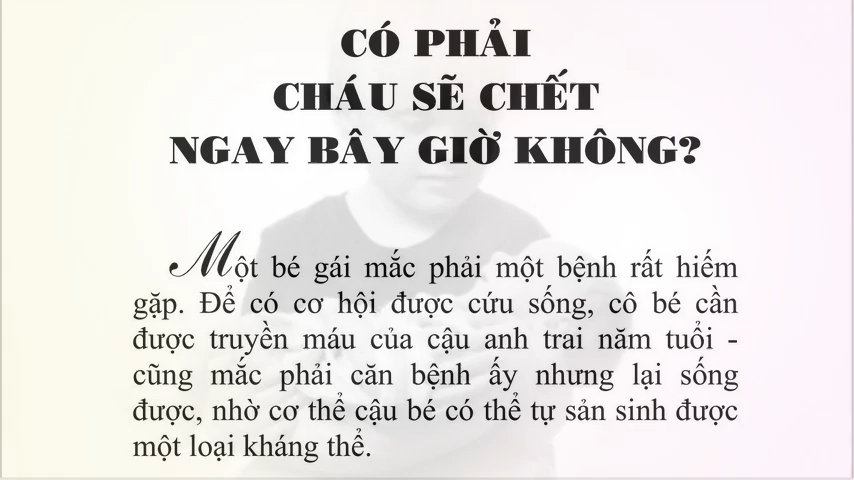 CÓ PHẢI
CHÁU SẼ CHẾT
NGAY BÂY GIỜ KHÔNG?
Một bé gái mắc phải một bệnh rất hiếm
gặp. Để có cơ hội được cứu sống, cô bé cần
được truyền máu của cậu anh trai năm tuổi -
cũng mắc phải căn bệnh ấy nhưng lại sống
được, nhờ cơ thể cậu bé có thể tự sản sinh được
một loại kháng thể.